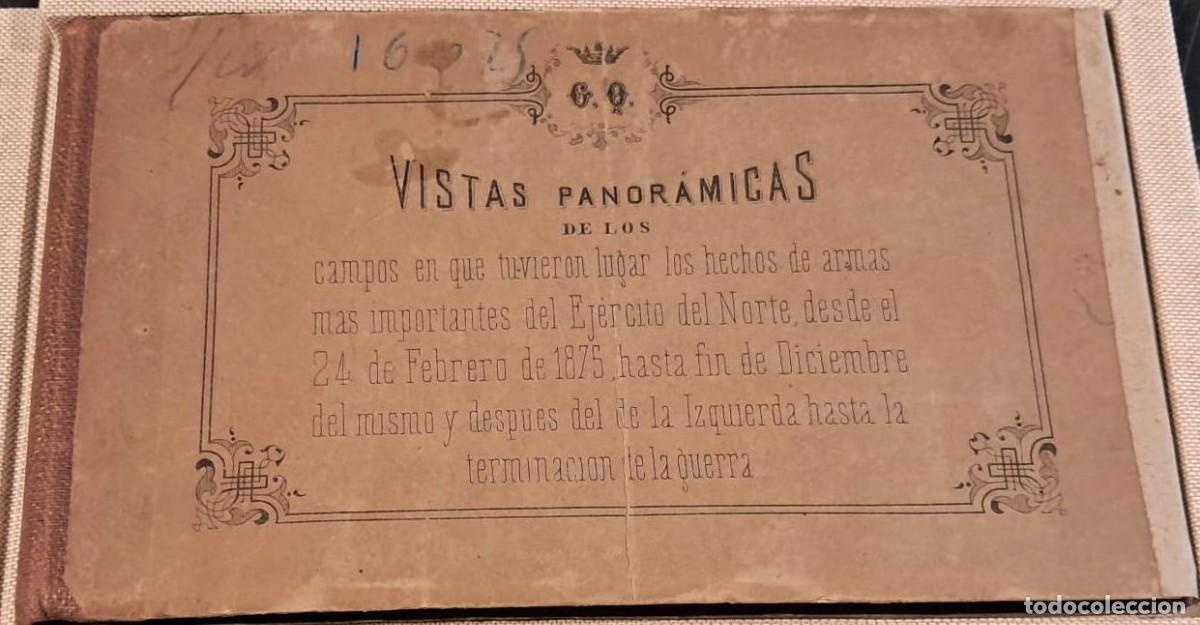 16 25
G. Q.
VISTAS PANORÁMICAS
DE LOS
campos en que tuvieron lugar los hechos de armas
mas importantes del Ejército del Norte, desde el
24 de Febrero de 1875, hasta fin de Diciembre
del mismo y despues del de la Izquierda hasta la
terminacion de la guerra
todocoleccion